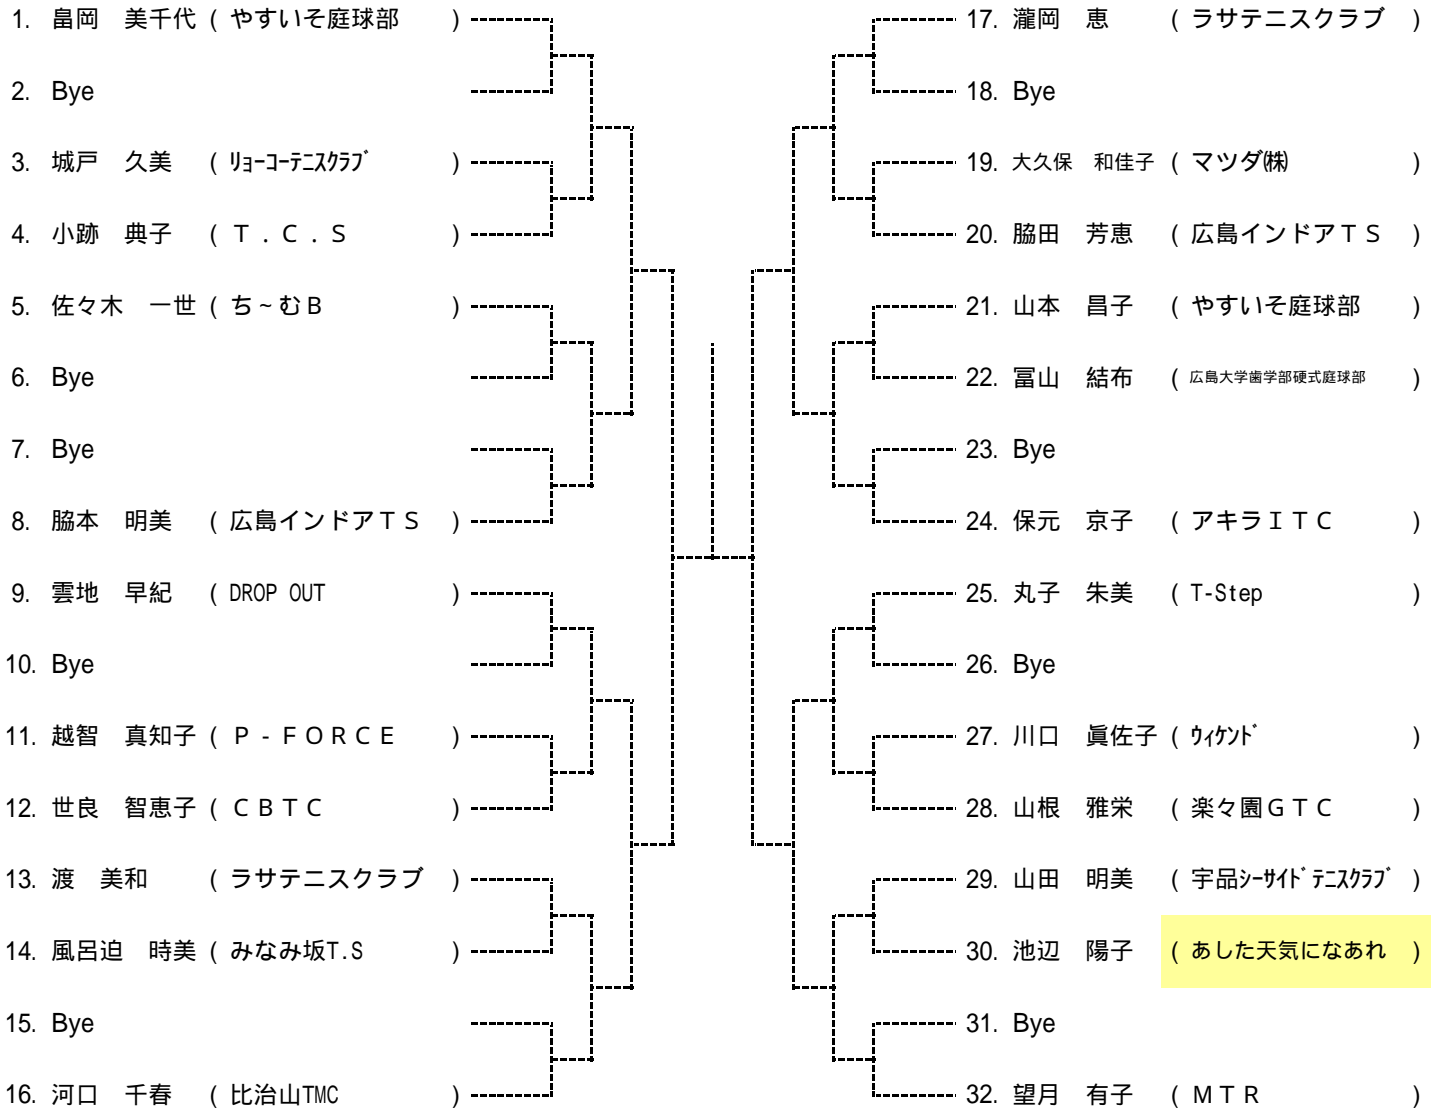 1. 畠岡 美千代 ( やすいそ庭球部 )
2. Bye
3. 城戸 久美 ( ﾘｮｰｺｰﾃﾆｽｸﾗﾌﾞ )
4. 小跡 典子 ( Ｔ．Ｃ．Ｓ )
5. 佐々木 一世 ( ち～むＢ )
6. Bye
7. Bye
8. 脇本 明美 ( 広島インドアＴＳ )
9. 雲地 早紀 ( DROP OUT )
10. Bye
11. 越智 真知子 ( Ｐ‐ＦＯＲＣＥ )
12. 世良 智恵子 ( ＣＢＴＣ )
13. 渡 美和 ( ラサテニスクラブ )
14. 風呂迫 時美 ( みなみ坂T.S )
15. Bye
16. 河口 千春 ( 比治山TMC )
17. 瀧岡 恵 ( ラサテニスクラブ )
18. Bye
19. 大久保 和佳子 ( マツダ㈱ )
20. 脇田 芳恵 ( 広島インドアＴＳ )
21. 山本 昌子 ( やすいそ庭球部 )
22. 冨山 結布 ( 広島大学歯学部硬式庭球部 )
23. Bye
24. 保元 京子 ( アキラＩＴＣ )
25. 丸子 朱美 ( T-Step )
26. Bye
27. 川口 眞佐子 ( ｳｨｹﾝﾄﾞ )
28. 山根 雅栄 ( 楽々園ＧＴＣ )
29. 山田 明美 ( 宇品ｼｰｻｲﾄﾞﾃﾆｽｸﾗﾌﾞ )
30. 池辺 陽子 ( あした天気になあれ )
31. Bye
32. 望月 有子 ( ＭＴＲ )